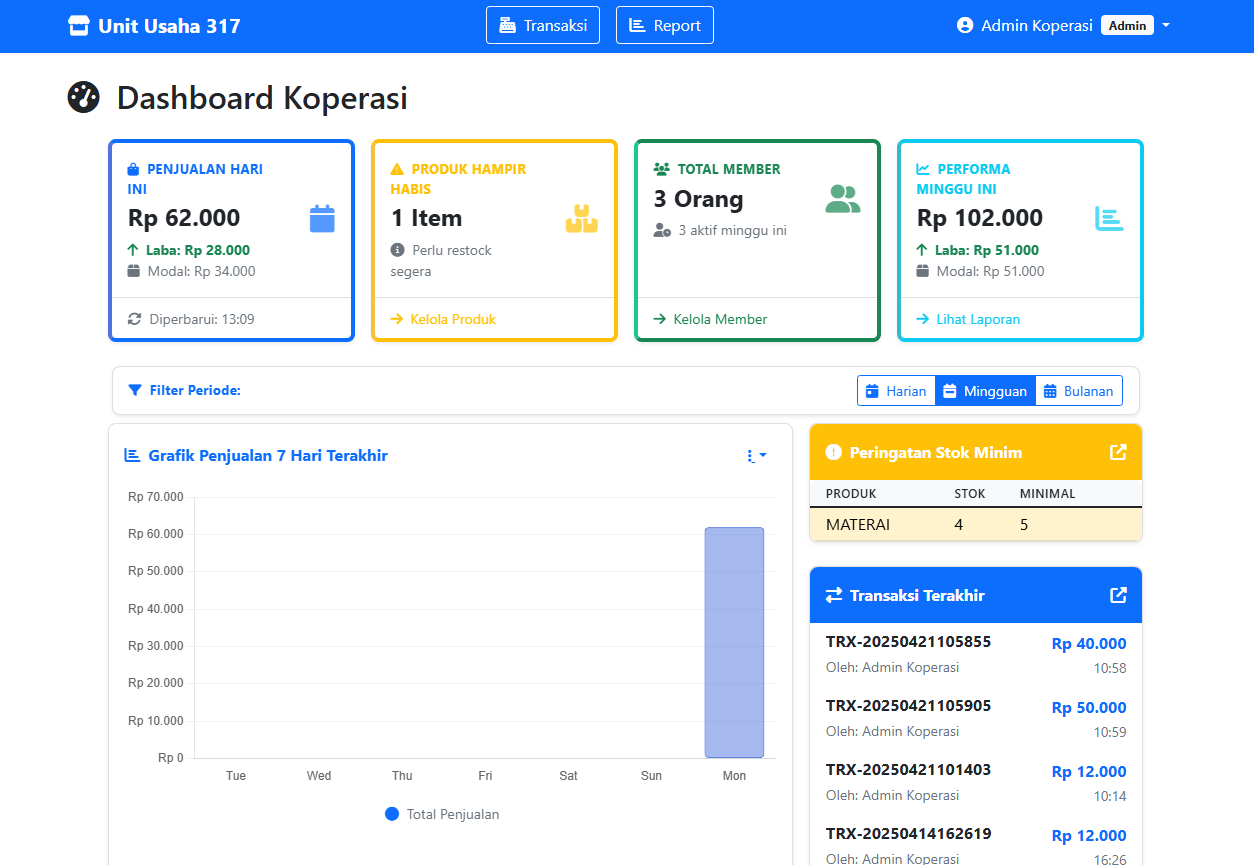 Unit Usaha 317
Transaksi
Report
Admin Koperasi Admin
Dashboard Koperasi
PENJUALAN HARI
INI
Rp 62.000
Laba: Rp 28.000
Modal: Rp 34.000
Diperbarui: 13:09
PRODUK HAMPIR
HABIS
1 Item
Perlu restock
segera
Kelola Produk
TOTAL MEMBER
3 Orang
3 aktif minggu ini
Kelola Member
PERFORMA
MINGGU INI
Rp 102.000
Laba: Rp 51.000
Modal: Rp 51.000
Lihat Laporan
Filter Periode:
Harian
Mingguan
Bulanan
Grafik Penjualan 7 Hari Terakhir
Rp 70.000
Rp 60.000
Rp 50.000
Rp 40.000
Rp 30.000
Rp 20.000
Rp 10.000
Rp 0
Tue Wed Thu Fri Sat Sun Mon
Total Penjualan
Peringatan Stok Minim
PRODUK STOK MINIMAL
MATERAI 4 5
Transaksi Terakhir
TRX-20250421105855 Rp 40.000
Oleh: Admin Koperasi 10:58
TRX-20250421105905 Rp 50.000
Oleh: Admin Koperasi 10:59
TRX-20250421101403 Rp 12.000
Oleh: Admin Koperasi 10:14
TRX-20250414162619 Rp 12.000
Oleh: Admin Koperasi 16:26